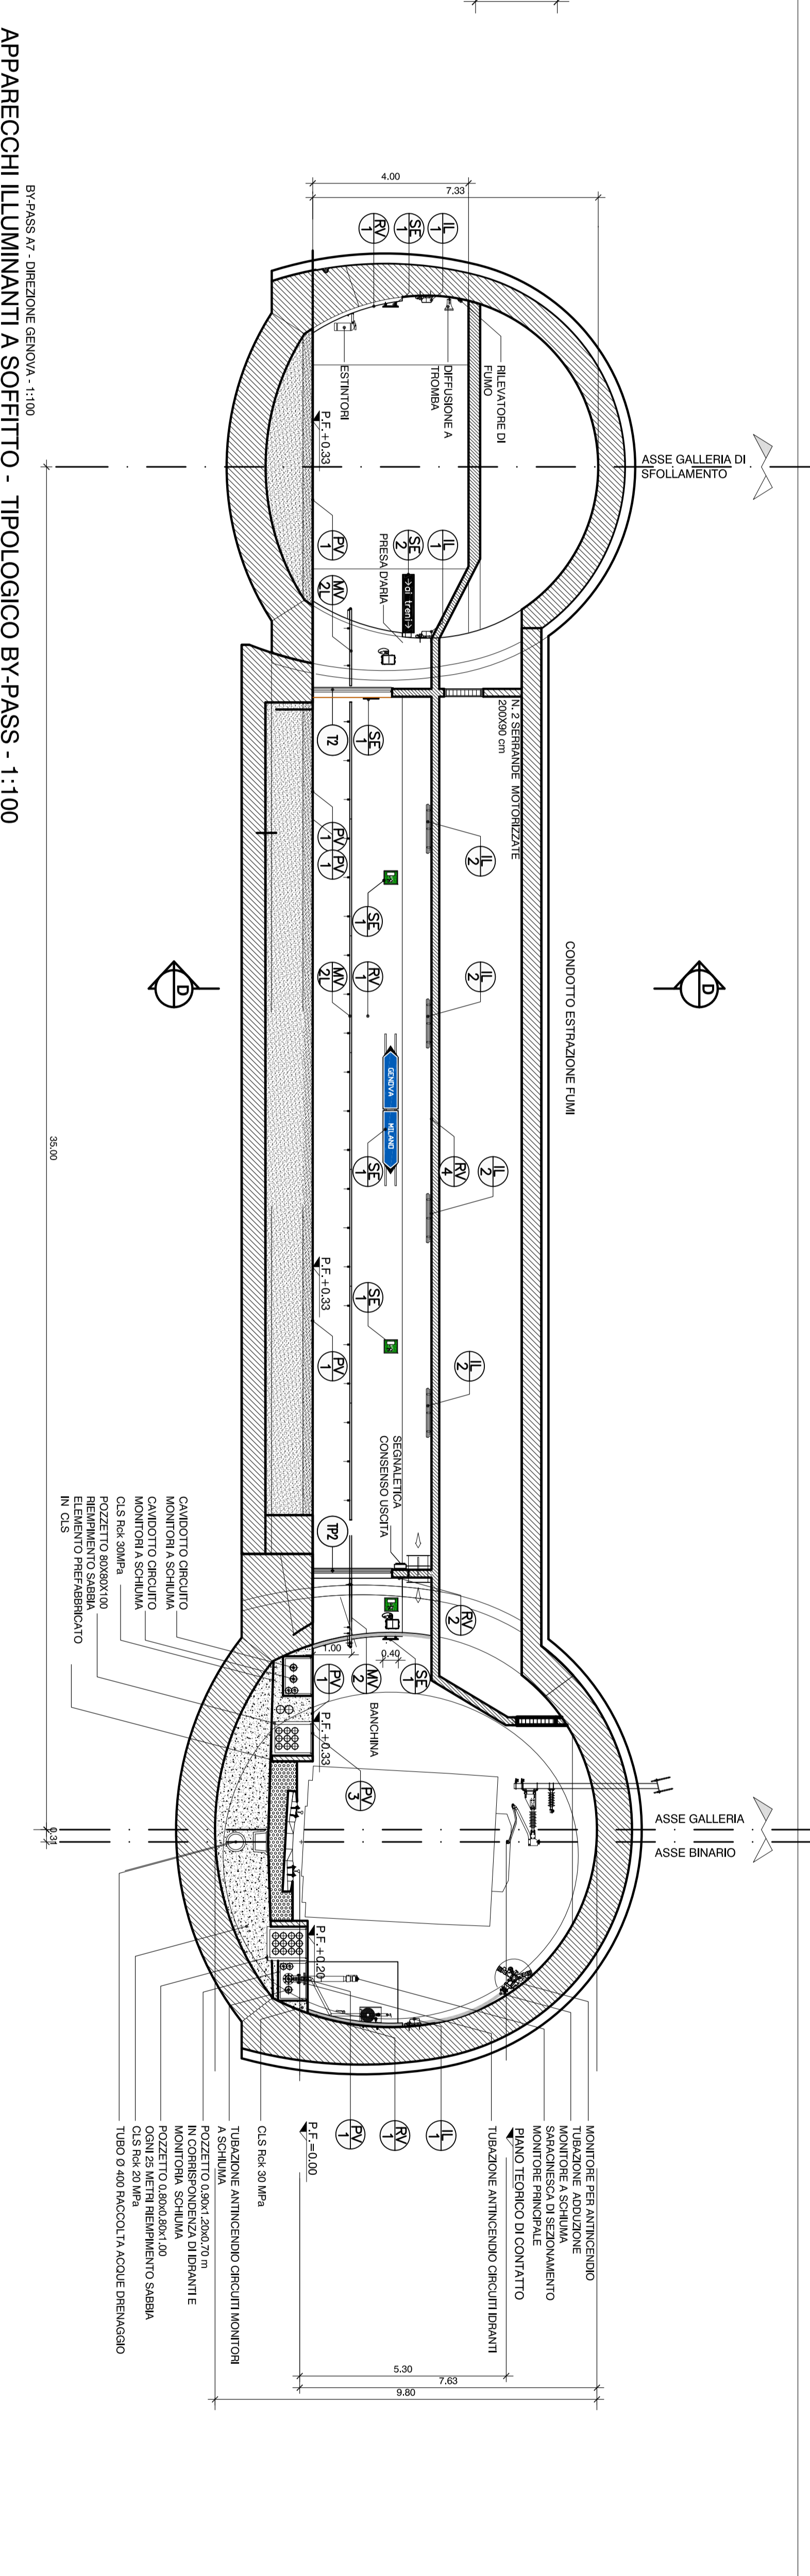 APPARECCHI ILLUMINANTI A SOFFITTO - TIPOLOGICO BY-PASS - 1:100
BY-PASS A7 - DIREZIONE GENOVA - 1:100
4.00
7.33
RV
1
SE
1
IL
1
ESTINTORI
DIFFUSIONE A
TROMBA
RILEVATORE DI
FUMO
P.F.+0.33
ASSE GALLERIA DI
SFOLLAMENTO
PV
1
SE
2
IL
1
MV
2L
PRESA D'ARIA
→ai treni→
T2
SE
1
N. 2 SERRANDE MOTORIZZATE
200X90 cm
PV
1
PV
1
IL
2
SE
1
MV
2L
RV
1
IL
2
D
D
CONDOTTO ESTRAZIONE FUMI
GENOVA
MILANO
35.00
SE
1
RV
4
IL
2
P.F.+0.33
SE
1
PV
1
IL
2
SEGNALETICA
CONSENSO USCITA
TP2
CAVIDOTTO CIRCUITO
MONITORI A SCHIUMA
CAVIDOTTO CIRCUITO
MONITORI A SCHIUMA
CLS Rck 30MPa
POZZETTO 80X80X100
RIEMPIMENTO SABBIA
ELEMENTO PREFABBRICATO
IN CLS
RV
2
1.00
0.40
PV
1
MV
2
SE
1
BANCHINA
P.F.+0.33
PV
3
0.31
ASSE GALLERIA
ASSE BINARIO
P.F.+0.20
P.F.=0.00
PV
1
RV
1
IL
1
MONITORE PER ANTINCENDIO
TUBAZIONE ADDUZIONE
MONITORE A SCHIUMA
SARACINESCA DI SEZIONAMENTO
MONITORE PRINCIPALE
PIANO TEORICO DI CONTATTO
TUBAZIONE ANTINCENDIO CIRCUITI IDRANTI
CLS Rck 30 MPa
TUBAZIONE ANTINCENDIO CIRCUITI MONITORI
A SCHIUMA
POZZETTO 0.90x1.20x0.70 m
IN CORRISPONDENZA DI IDRANTI E
MONITORIA SCHIUMA
POZZETTO 0.80x0.80x1.00
OGNI 25 METRI RIEMPIMENTO SABBIA
CLS Rck 20 MPa
TUBO Ø 400 RACCOLTA ACQUE DRENAGGIO
5.30
7.63
9.80